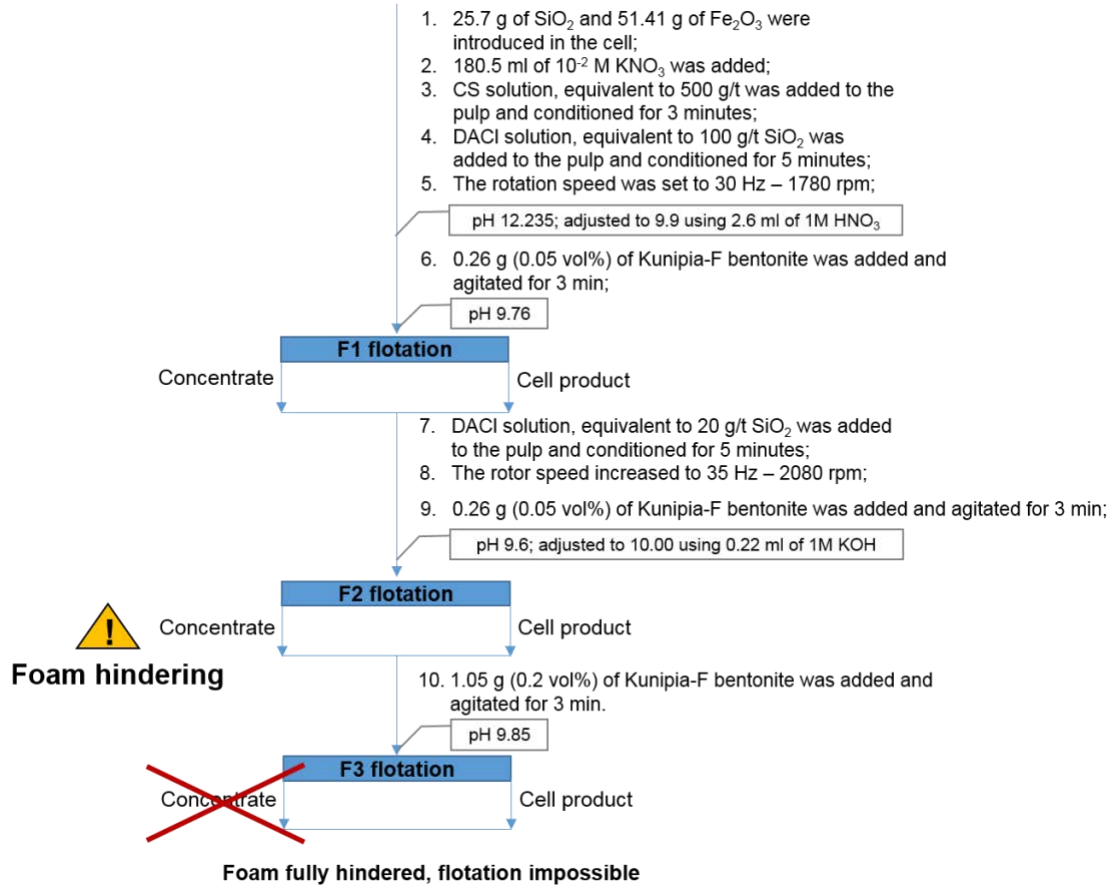 1. 25.7 g of SiO₂ and 51.41 g of Fe₂O₃ were
introduced in the cell;
2. 180.5 ml of 10⁻² M KNO₃ was added;
3. CS solution, equivalent to 500 g/t was added to the
pulp and conditioned for 3 minutes;
4. DACl solution, equivalent to 100 g/t SiO₂ was
added to the pulp and conditioned for 5 minutes;
5. The rotation speed was set to 30 Hz – 1780 rpm;
pH 12.235; adjusted to 9.9 using 2.6 ml of 1M HNO₃
6. 0.26 g (0.05 vol%) of Kunipia-F bentonite was added and
agitated for 3 min;
pH 9.76
F1 flotation
Concentrate
Cell product
7. DACl solution, equivalent to 20 g/t SiO₂ was added
to the pulp and conditioned for 5 minutes;
8. The rotor speed increased to 35 Hz – 2080 rpm;
9. 0.26 g (0.05 vol%) of Kunipia-F bentonite was added and agitated for 3 min;
pH 9.6; adjusted to 10.00 using 0.22 ml of 1M KOH
F2 flotation
!
Concentrate
Cell product
Foam hindering
10. 1.05 g (0.2 vol%) of Kunipia-F bentonite was added and
agitated for 3 min.
pH 9.85
F3 flotation
Concentrate
Cell product
Foam fully hindered, flotation impossible